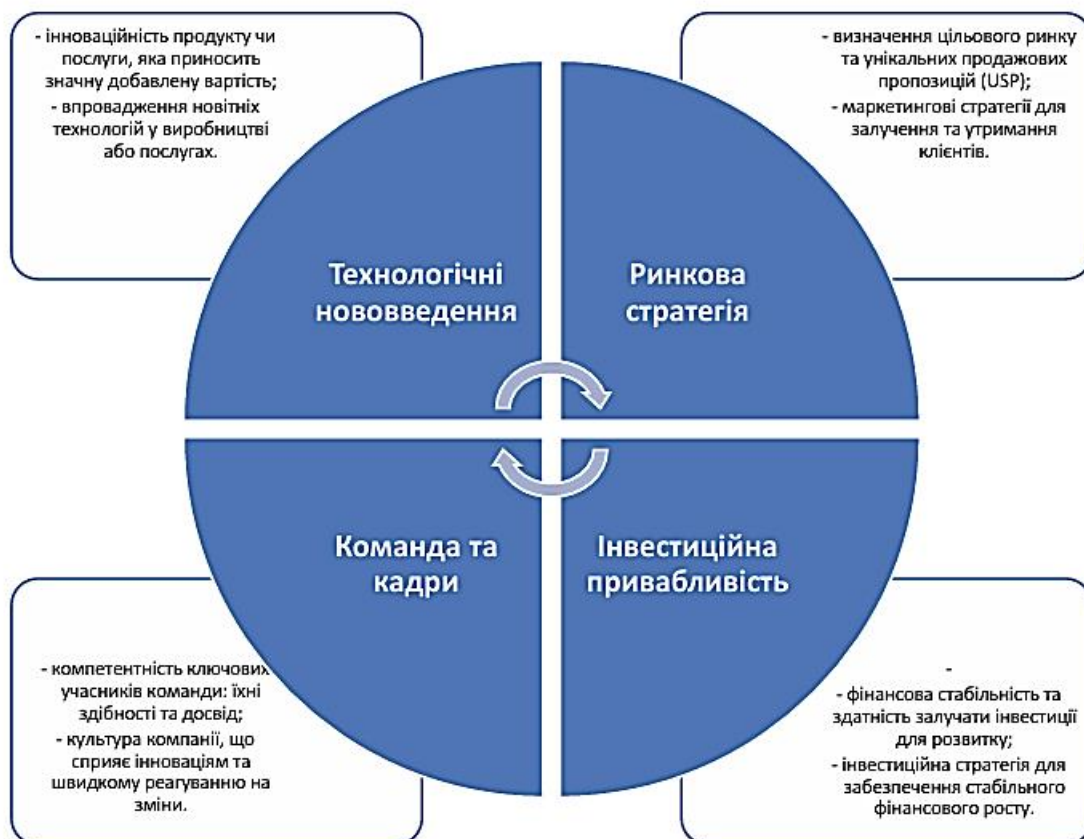 - інноваційність продукту чи
послуги, яка приносить
значну добавлену вартість;
- впровадження новітніх
технологій у виробництві
або послугах.
- визначення цільового ринку
та унікальних продажових
пропозицій (USP);
- маркетингові стратегії для
залучення та утримання
клієнтів.
Технологічні
нововведення
Ринкова
стратегія
Команда та
кадри
Інвестиційна
привабливість
- компетентність ключових
учасників команди: їхні
здібності та досвід;
- культура компанії, що
сприяє інноваціям та
швидкому реагуванню на
зміни.
-
- фінансова стабільність та
здатність залучати інвестиції
для розвитку;
- інвестиційна стратегія для
забезпечення стабільного
фінансового росту.